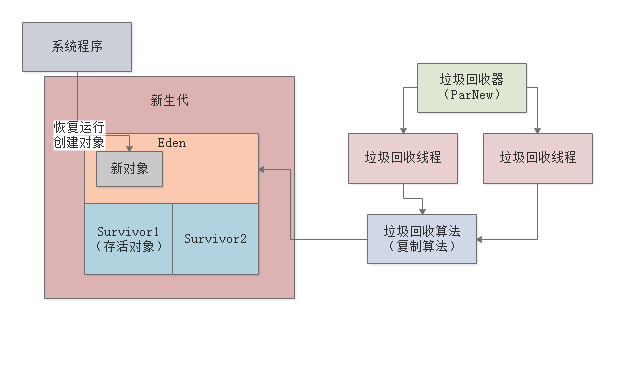 系统程序
新生代
恢复运行
创建对象
Eden
新对象
Survivor1
（存活对象）
Survivor2
垃圾回收器
（ParNew）
垃圾回收线程
垃圾回收线程
垃圾回收算法
（复制算法）